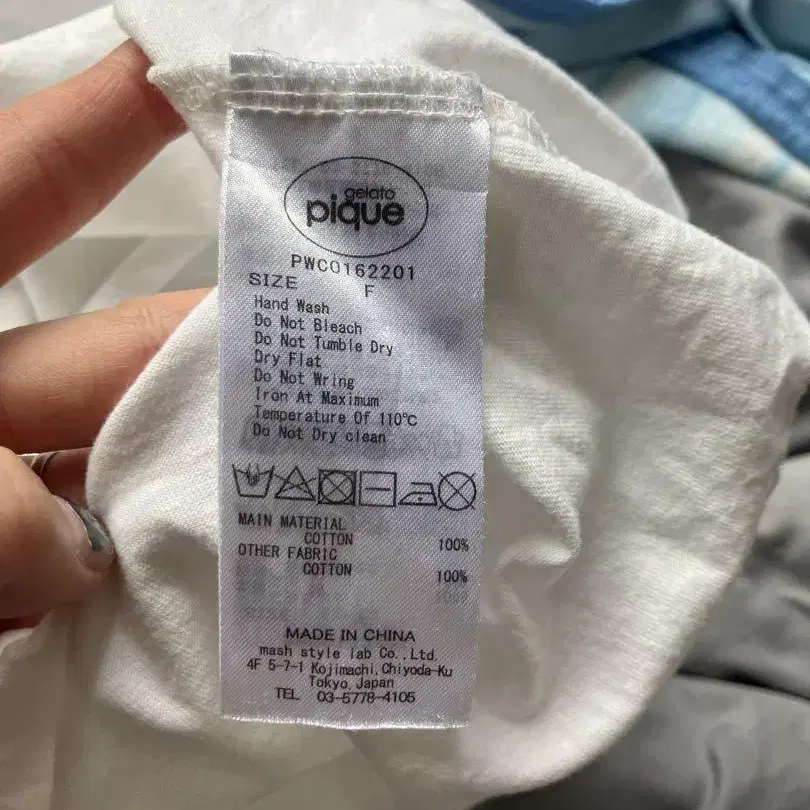 gelato
pique
PWCO162201
SIZE F
Hand Wash
Do Not Bleach
Do Not Tumble Dry
Dry Flat
Do Not Wring
Iron At Maximum
Temperature Of 110℃
Do Not Dry clean
MAIN MATERIAL
COTTON 100%
OTHER FABRIC
COTTON 100%
MADE IN CHINA
mash style lab Co.,Ltd.
4F 5-7-1 Kojimachi,Chiyoda-Ku
Tokyo,Japan
TEL 03-5778-4105